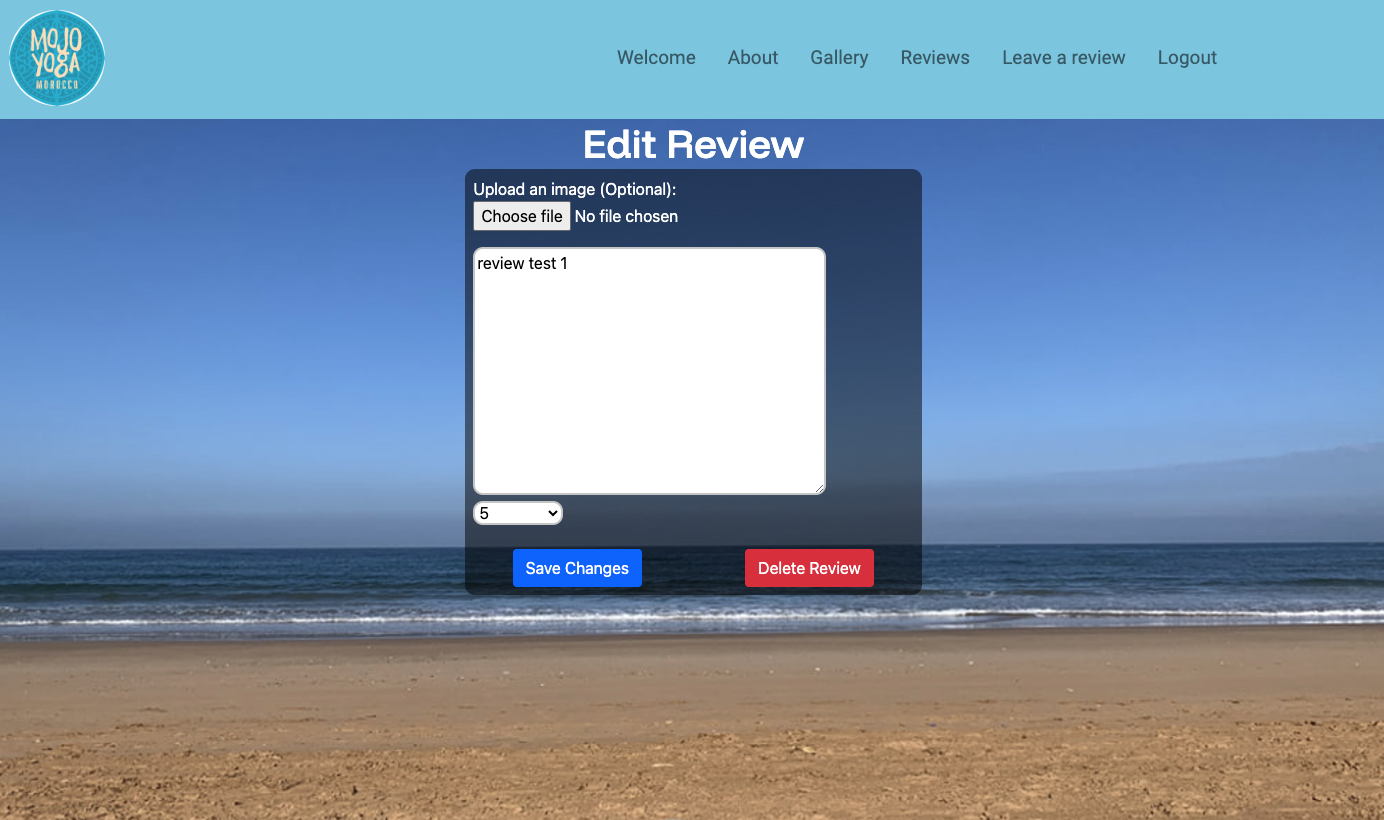 MOJO
YOGA
MOROCCO
Welcome About Gallery Reviews Leave a review Logout
Edit Review
Upload an image (Optional):
Choose file No file chosen
review test 1
5
Save Changes Delete Review